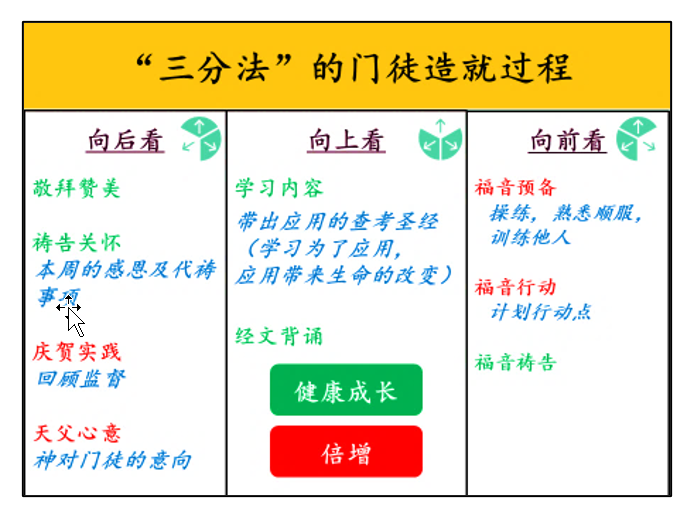 “三分法”的门徒造就过程
向后看
敬拜赞美
祷告关怀
本周的感恩及代祷
事项
庆贺实践
回顾监督
天父心意
神对门徒的意向
向上看
学习内容
带出应用的查考圣经
（学习为了应用，
应用带来生命的改变）
经文背诵
健康成长
倍增
向前看
福音预备
操练，熟悉顺服，
训练他人
福音行动
计划行动点
福音祷告